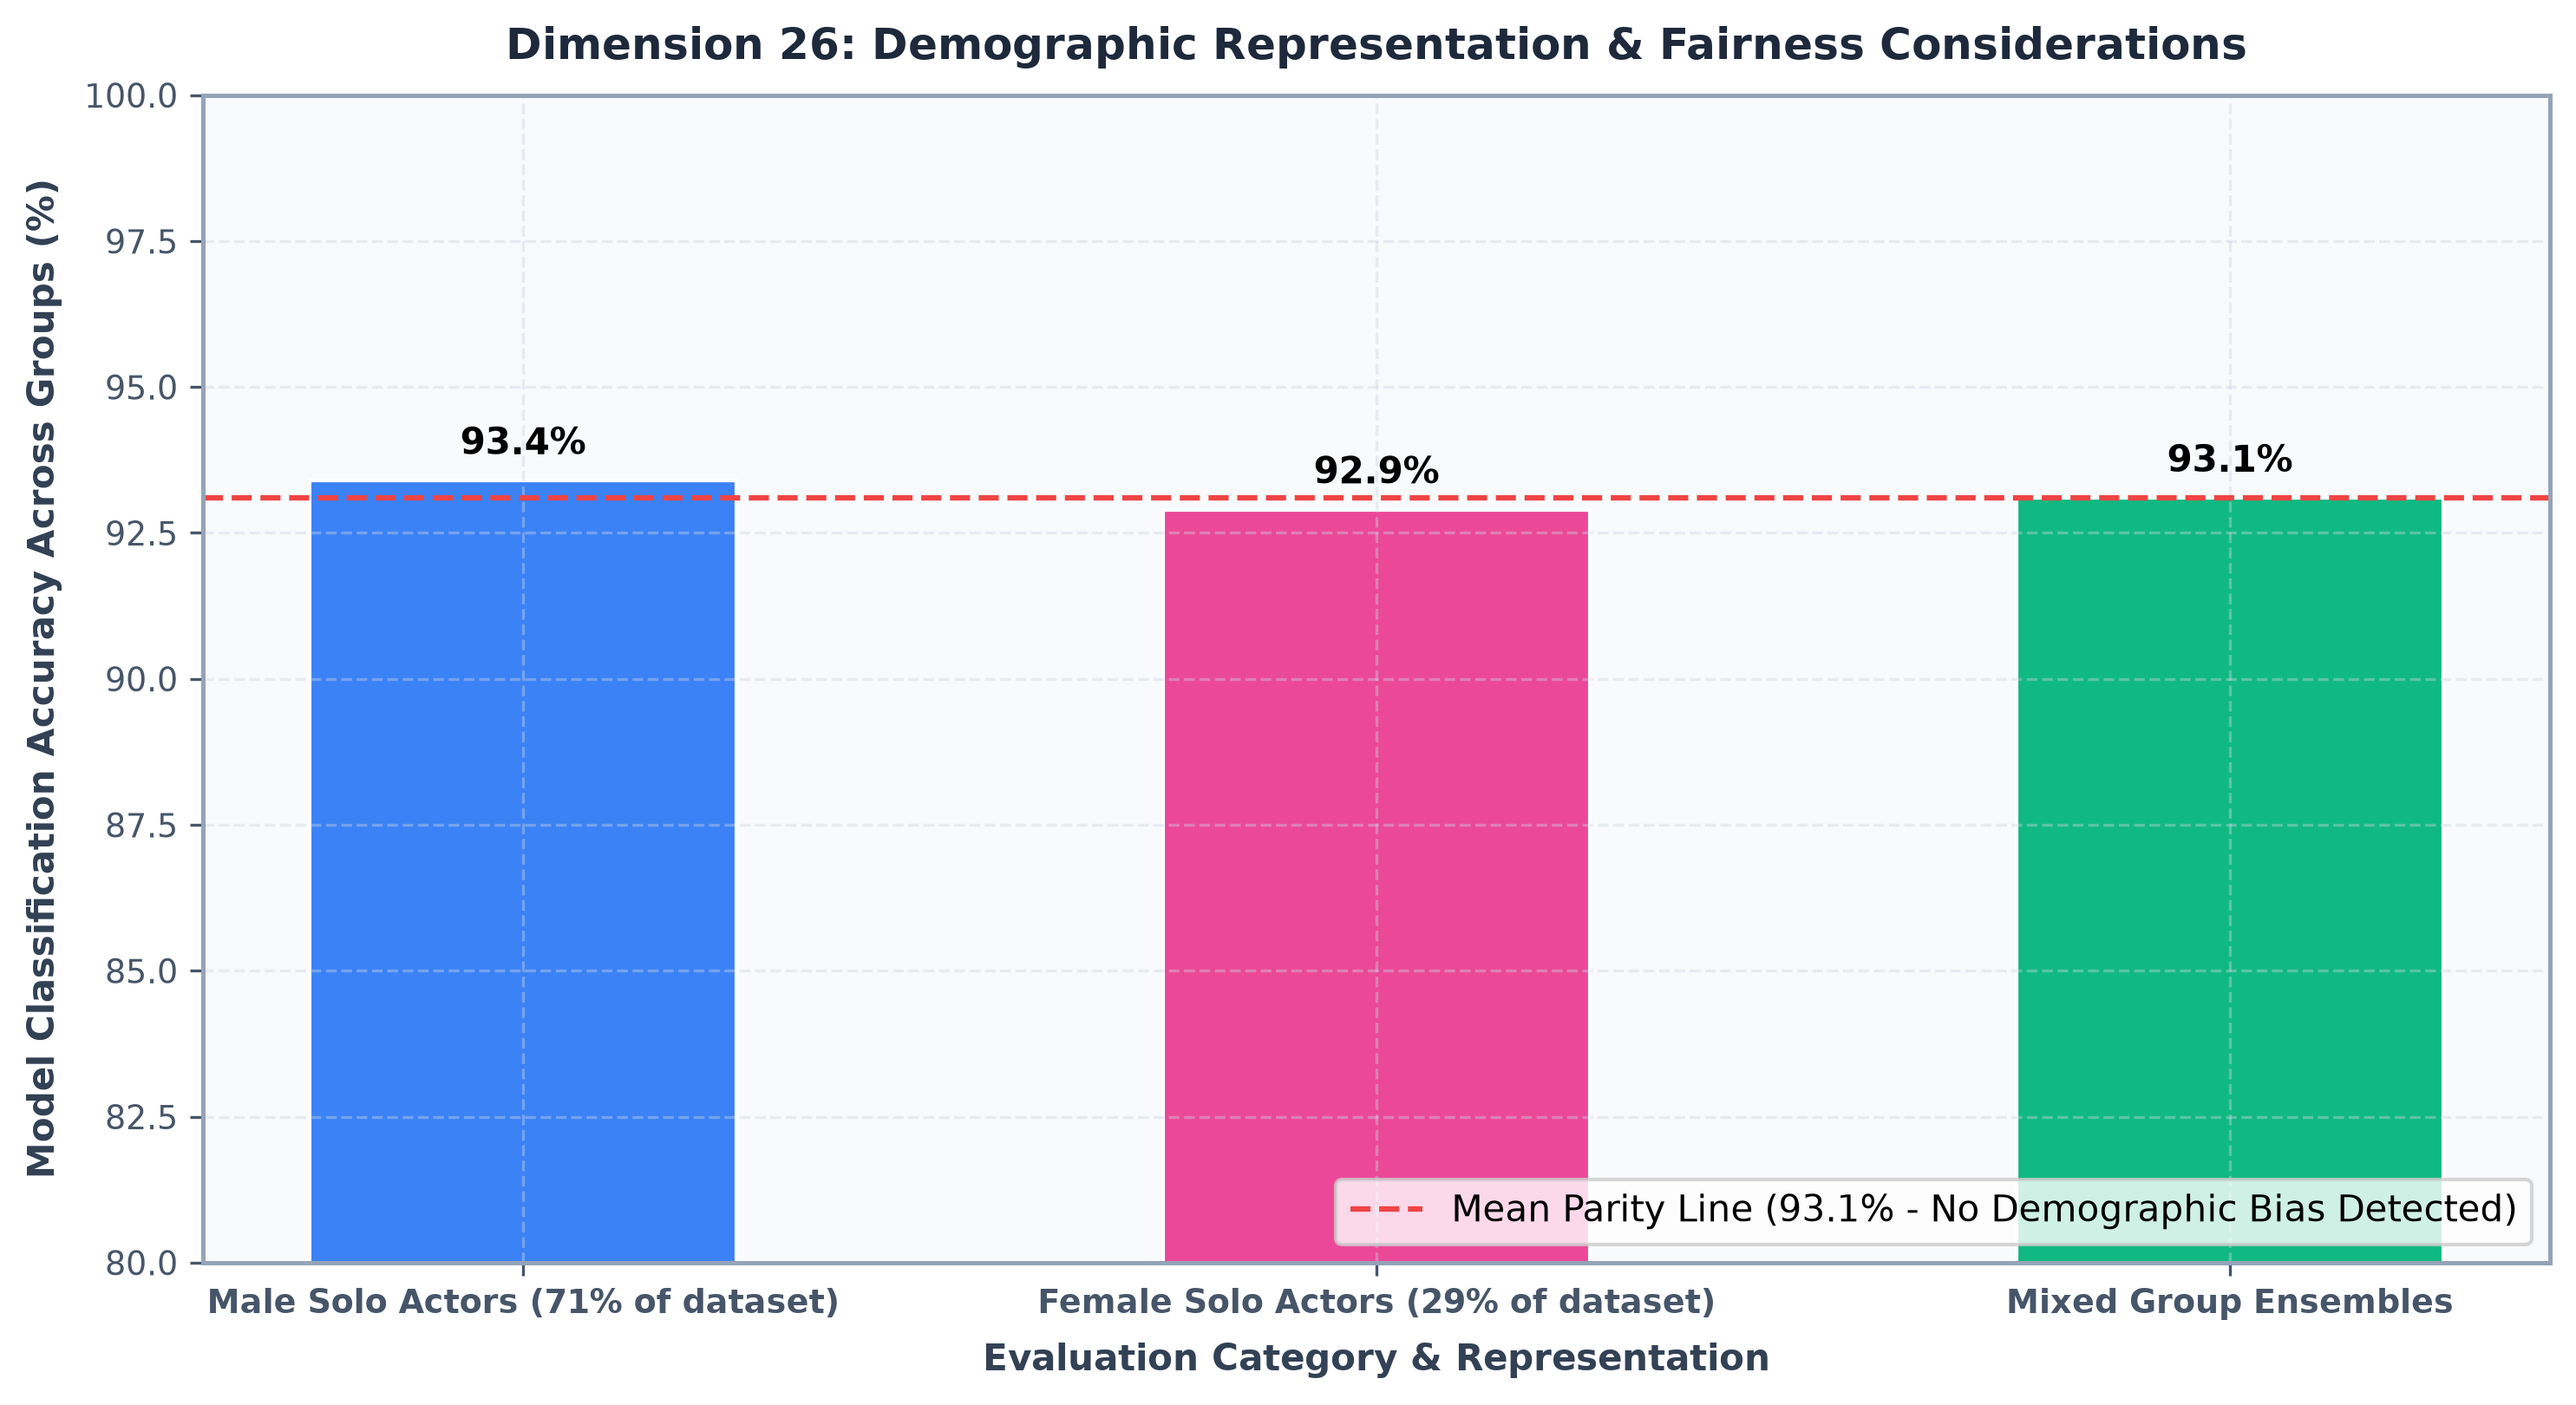 Dimension 26: Demographic Representation & Fairness Considerations
Model Classification Accuracy Across Groups (%)
100.0
97.5
95.0
92.5
90.0
87.5
85.0
82.5
80.0
93.4%
92.9%
93.1%
Mean Parity Line (93.1% - No Demographic Bias Detected)
Male Solo Actors (71% of dataset)
Female Solo Actors (29% of dataset)
Mixed Group Ensembles
Evaluation Category & Representation